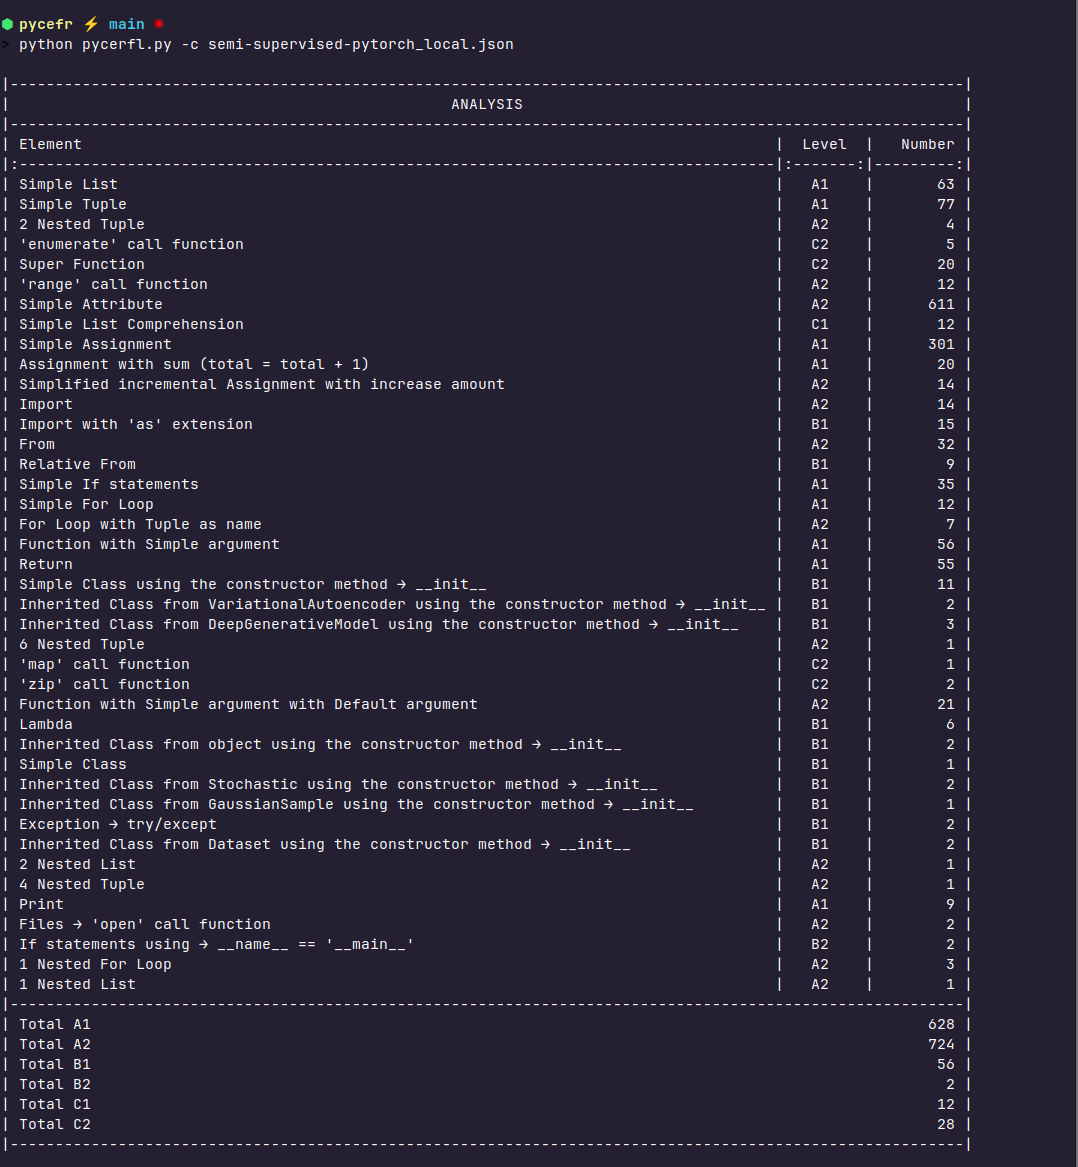 pycefr ⚡ main
> python pycerfl.py -c semi-supervised-pytorch_local.json
ANALYSIS
| Element | Level | Number |
| Simple List | A1 | 63 |
| Simple Tuple | A1 | 77 |
| 2 Nested Tuple | A2 | 4 |
| 'enumerate' call function | C2 | 5 |
| Super Function | C2 | 20 |
| 'range' call function | A2 | 12 |
| Simple Attribute | A2 | 611 |
| Simple List Comprehension | C1 | 12 |
| Simple Assignment | A1 | 301 |
| Assignment with sum (total = total + 1) | A1 | 20 |
| Simplified incremental Assignment with increase amount | A2 | 14 |
| Import | A2 | 14 |
| Import with 'as' extension | B1 | 15 |
| From | A2 | 32 |
| Relative From | B1 | 9 |
| Simple If statements | A1 | 35 |
| Simple For Loop | A1 | 12 |
| For Loop with Tuple as name | A2 | 7 |
| Function with Simple argument | A1 | 56 |
| Return | A1 | 55 |
| Simple Class using the constructor method → __init__ | B1 | 11 |
| Inherited Class from VariationalAutoencoder using the constructor method → __init__ | B1 | 2 |
| Inherited Class from DeepGenerativeModel using the constructor method → __init__ | B1 | 3 |
| 6 Nested Tuple | A2 | 1 |
| 'map' call function | C2 | 1 |
| 'zip' call function | C2 | 2 |
| Function with Simple argument with Default argument | A2 | 21 |
| Lambda | B1 | 6 |
| Inherited Class from object using the constructor method → __init__ | B1 | 2 |
| Simple Class | B1 | 1 |
| Inherited Class from Stochastic using the constructor method → __init__ | B1 | 2 |
| Inherited Class from GaussianSample using the constructor method → __init__ | B1 | 1 |
| Exception → try/except | B1 | 2 |
| Inherited Class from Dataset using the constructor method → __init__ | B1 | 2 |
| 2 Nested List | A2 | 1 |
| 4 Nested Tuple | A2 | 1 |
| Print | A1 | 9 |
| Files → 'open' call function | A2 | 2 |
| If statements using → __name__ == '__main__' | B2 | 2 |
| 1 Nested For Loop | A2 | 3 |
| 1 Nested List | A2 | 1 |
| Total A1 628 |
| Total A2 724 |
| Total B1 56 |
| Total B2 2 |
| Total C1 12 |
| Total C2 28 |